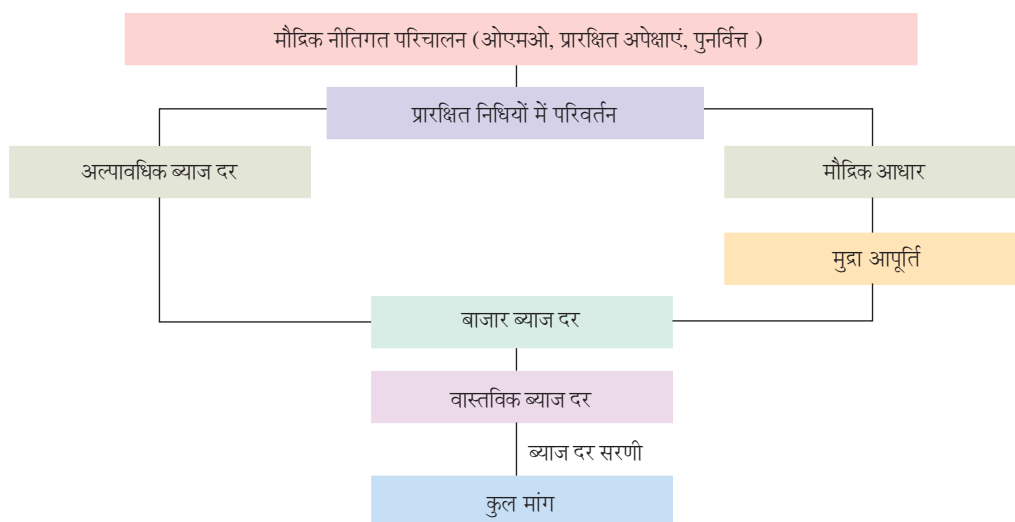 मौद्रिक नीतिगत परिचालन (ओएमओ, प्रारक्षित अपेक्षाएं, पुनर्वित्त )
प्रारक्षित निधियों में परिवर्तन
अल्पावधिक ब्याज दर
मौद्रिक आधार
मुद्रा आपूर्ति
बाजार ब्याज दर
वास्तविक ब्याज दर
ब्याज दर सरणी
कुल मांग